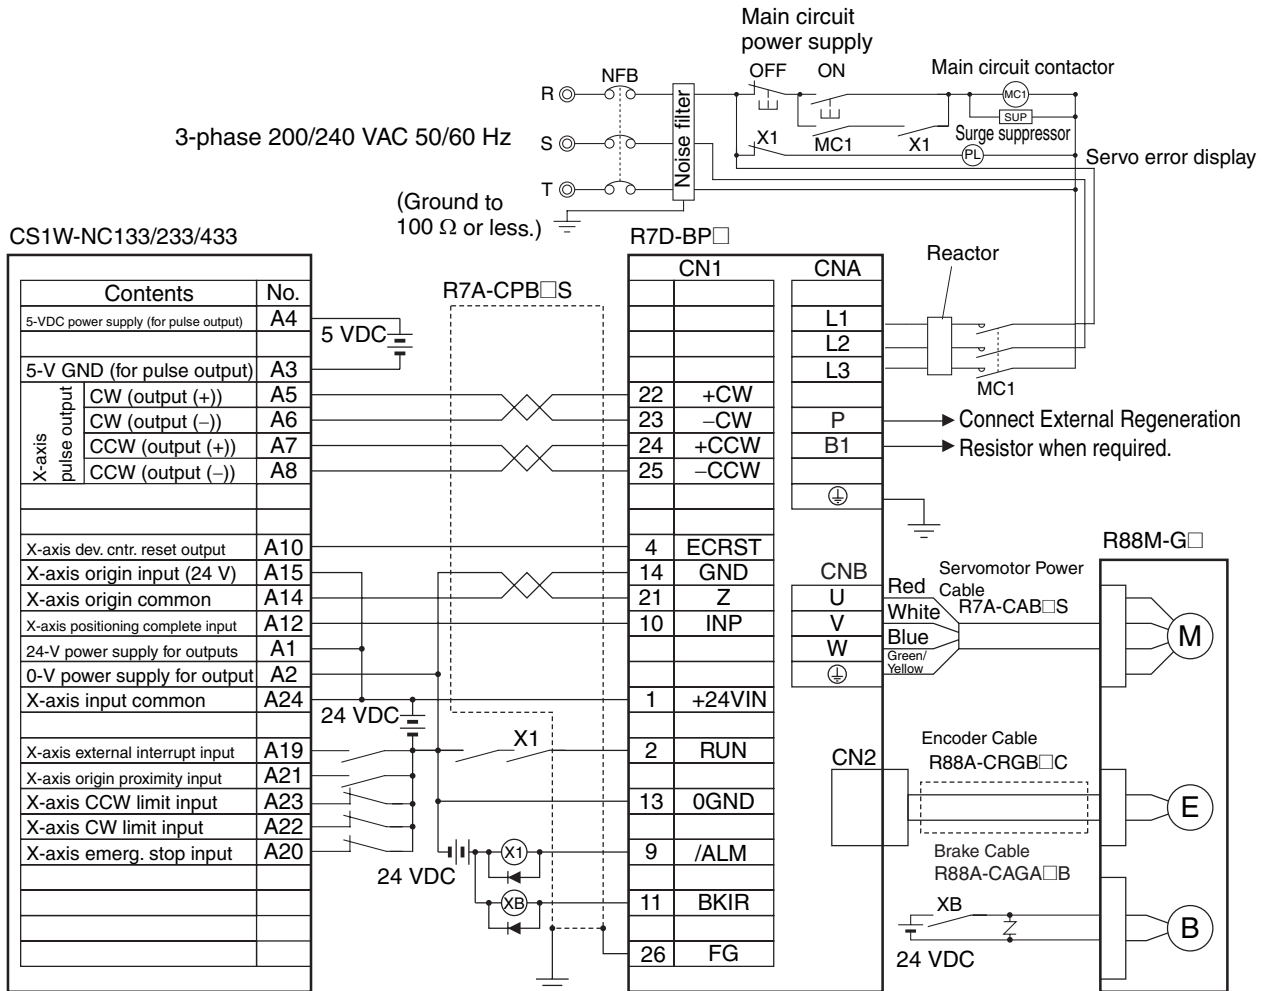 Main circuit
power supply
OFF ON
Main circuit contactor
NFB
R
MC1
SUP
Surge suppressor
3-phase 200/240 VAC 50/60 Hz
S
Noise filter
X1
MC1
X1
PL
Servo error display
T
(Ground to
100 Ω or less.)
CS1W-NC133/233/433
R7D-BP□
Reactor
R7A-CPB□S
CN1 CNA
Contents No.
5-VDC power supply (for pulse output) A4
5 VDC
L1
L2
5-V GND (for pulse output) A3
L3
MC1
X-axis
pulse output
CW (output (+)) A5
22 +CW
CW (output (−)) A6
23 −CW
P
Connect External Regeneration
CCW (output (+)) A7
24 +CCW
B1
Resistor when required.
CCW (output (−)) A8
25 −CCW
R88M-G□
X-axis dev. cntr. reset output A10
4 ECRST
X-axis origin input (24 V) A15
14 GND
CNB
Servomotor Power
Cable
R7A-CAB□S
X-axis origin common A14
21 Z
U
Red
X-axis positioning complete input A12
10 INP
V
White
M
24-V power supply for outputs A1
W
Blue
Green/
Yellow
0-V power supply for output A2
X-axis input common A24
24 VDC
1 +24VIN
X-axis external interrupt input A19
X1
2 RUN
CN2
Encoder Cable
R88A-CRGB□C
X-axis origin proximity input A21
X-axis CCW limit input A23
13 0GND
E
X-axis CW limit input A22
X-axis emerg. stop input A20
24 VDC
X1
9 /ALM
Brake Cable
R88A-CAGA□B
XB
11 BKIR
XB
B
24 VDC
26 FG